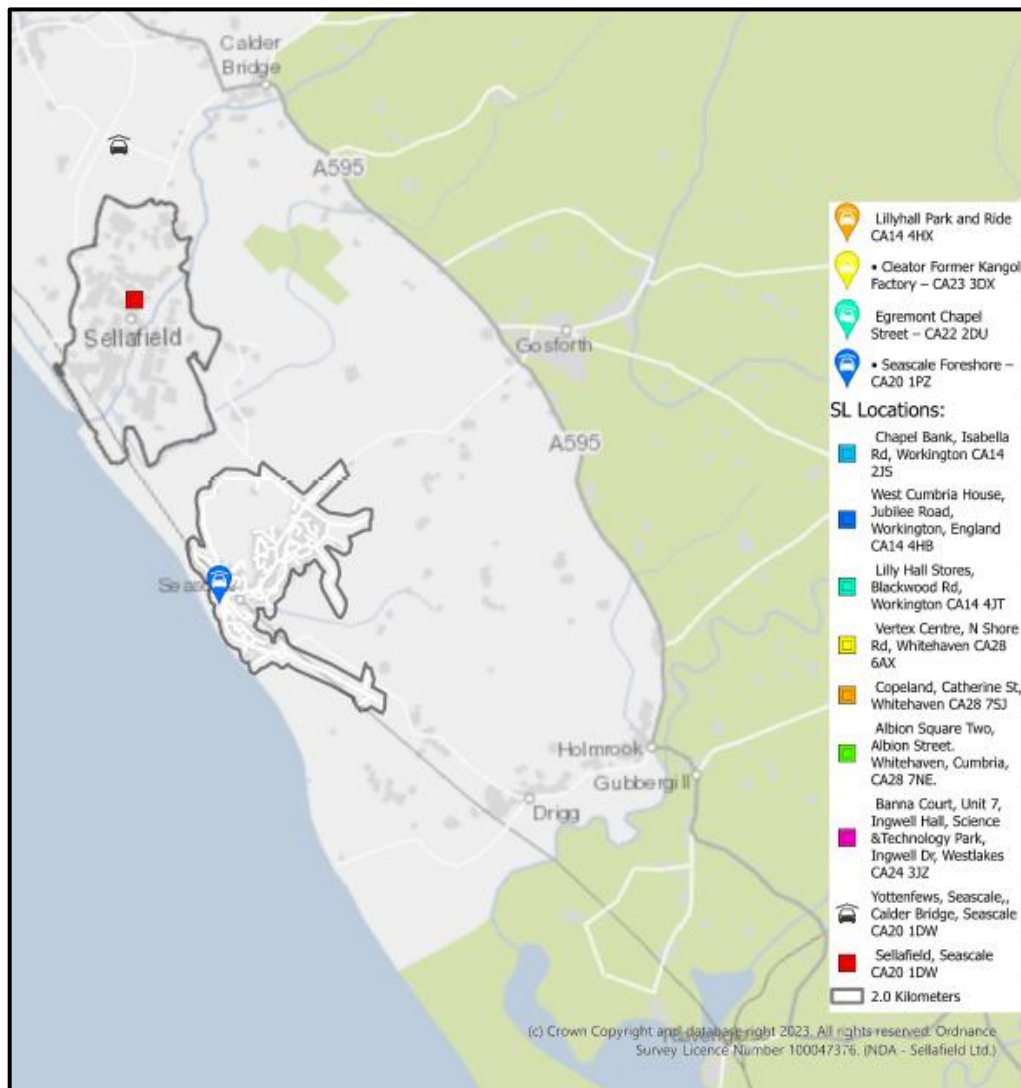 Calder
Bridge
A595
Sellafield
Gosforth
A595
Holmrook
Gubbergill
Drigg
Lillyhall Park and Ride
CA14 4HX
• Cleator Former Kangol
Factory – CA23 3DX
Egremont Chapel
Street – CA22 2DU
• Seascale Foreshore –
CA20 1PZ
SL Locations:
Chapel Bank, Isabella
Rd, Workington CA14
2JS
West Cumbria House,
Jubilee Road,
Workington, England
CA14 4HB
Lilly Hall Stores,
Blackwood Rd,
Workington CA14 4JT
Vertex Centre, N Shore
Rd, Whitehaven CA28
6AX
Copeland, Catherine St,
Whitehaven CA28 7SJ
Albion Square Two,
Albion Street.
Whitehaven, Cumbria,
CA28 7NE.
Banna Court, Unit 7,
Ingwell Hall, Science
&Technology Park,
Ingwell Dr, Westlakes
CA24 3JZ
Yottenfews, Seascale,,
Calder Bridge, Seascale
CA20 1DW
Sellafield, Seascale
CA20 1DW
2.0 Kilometers
(c) Crown Copyright and database right 2023. All rights reserved. Ordnance
Survey Licence Number 100047376. (NDA - Sellafield Ltd.)